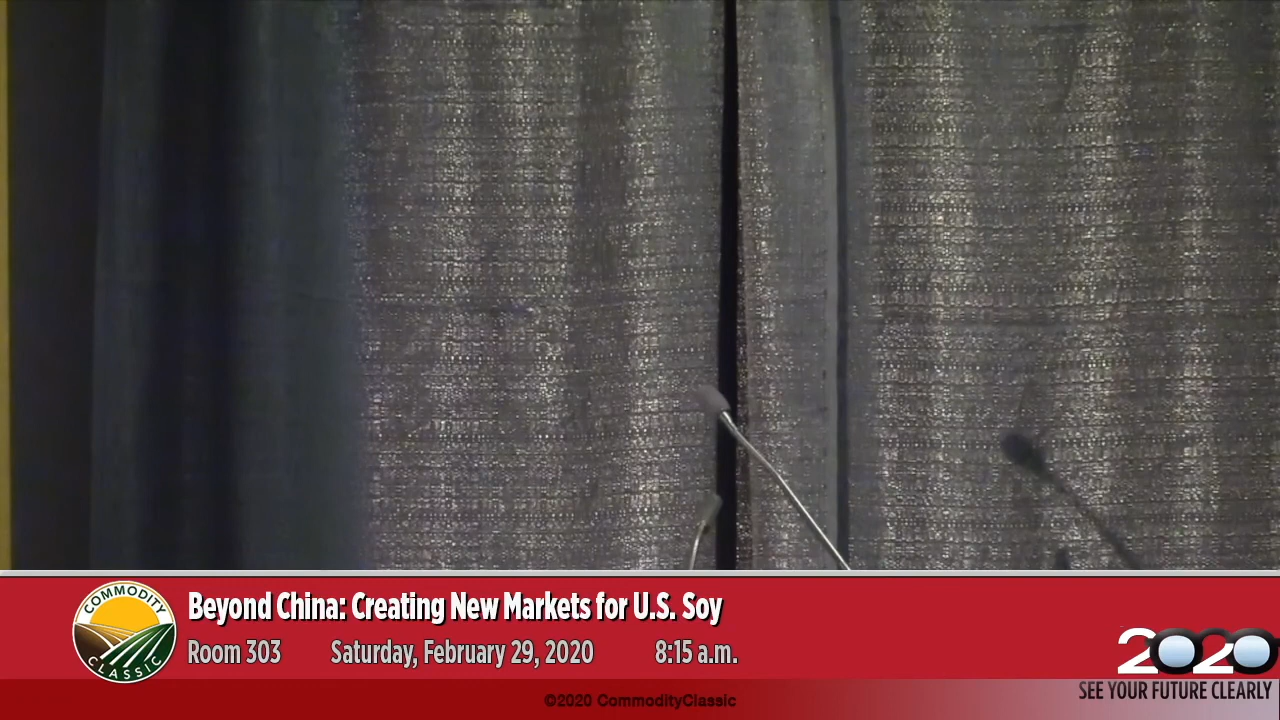 Beyond China: Creating New Markets for U.S. Soy
COMMODITY
CLASSIC
Room 303 Saturday, February 29, 2020 8:15 a.m.
2020
SEE YOUR FUTURE CLEARLY
©2020 CommodityClassic